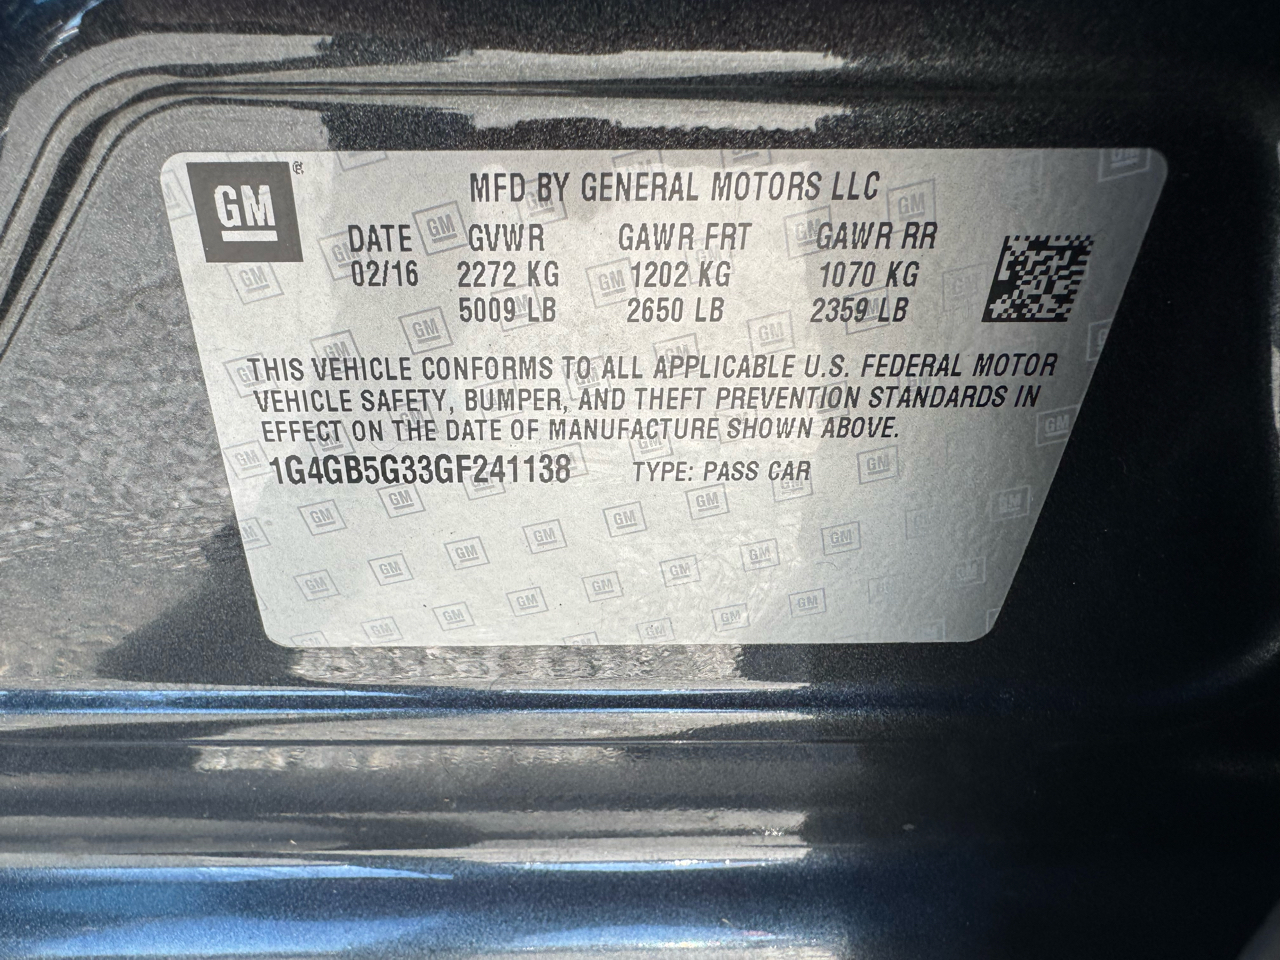 GM
MFD BY GENERAL MOTORS LLC
DATE GVWR GAWR FRT GAWR RR
02/16 2272 KG 1202 KG 1070 KG
5009 LB 2650 LB 2359 LB
THIS VEHICLE CONFORMS TO ALL APPLICABLE U.S. FEDERAL MOTOR
VEHICLE SAFETY, BUMPER, AND THEFT PREVENTION STANDARDS IN
EFFECT ON THE DATE OF MANUFACTURE SHOWN ABOVE.
1G4GB5G33GF241138 TYPE: PASS CAR